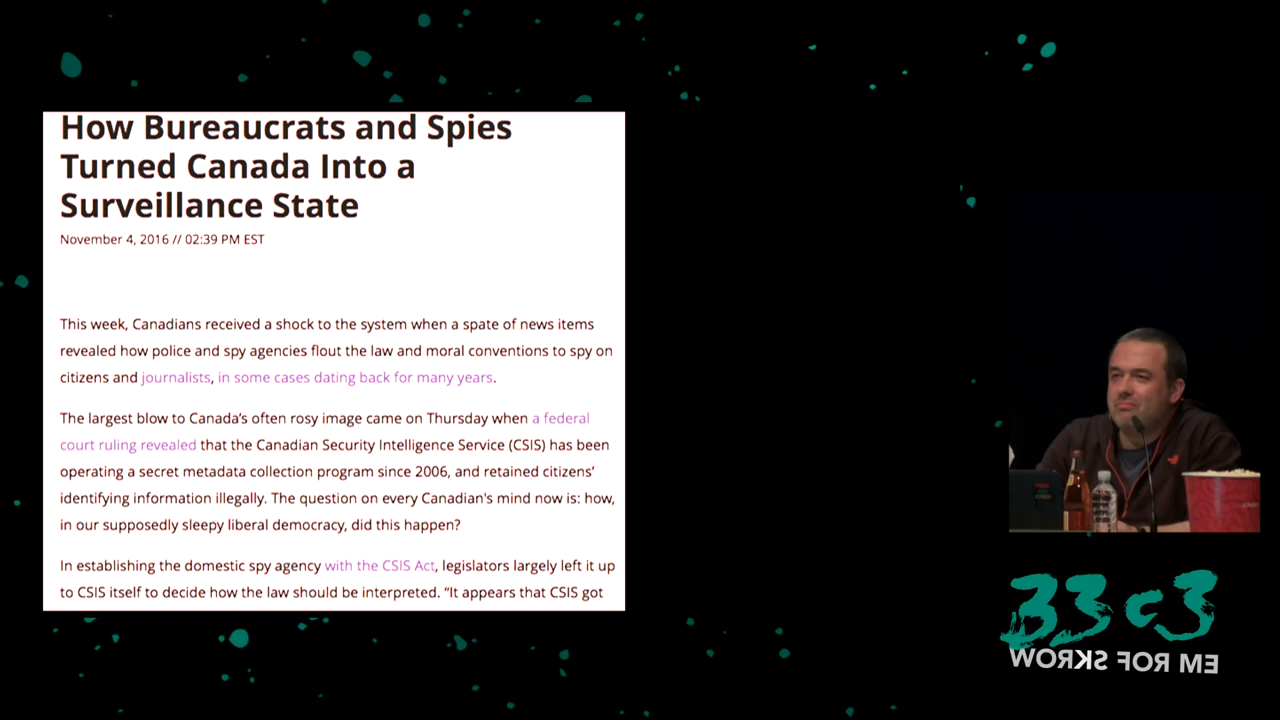 How Bureaucrats and Spies
Turned Canada Into a
Surveillance State
November 4, 2016 // 02:39 PM EST
This week, Canadians received a shock to the system when a spate of news items
revealed how police and spy agencies flout the law and moral conventions to spy on
citizens and journalists, in some cases dating back for many years.
The largest blow to Canada's often rosy image came on Thursday when a federal
court ruling revealed that the Canadian Security Intelligence Service (CSIS) has been
operating a secret metadata collection program since 2006, and retained citizens'
identifying information illegally. The question on every Canadian's mind now is: how,
in our supposedly sleepy liberal democracy, did this happen?
In establishing the domestic spy agency with the CSIS Act, legislators largely left it up
to CSIS itself to decide how the law should be interpreted. “It appears that CSIS got
33c3
WORKS FOR ME